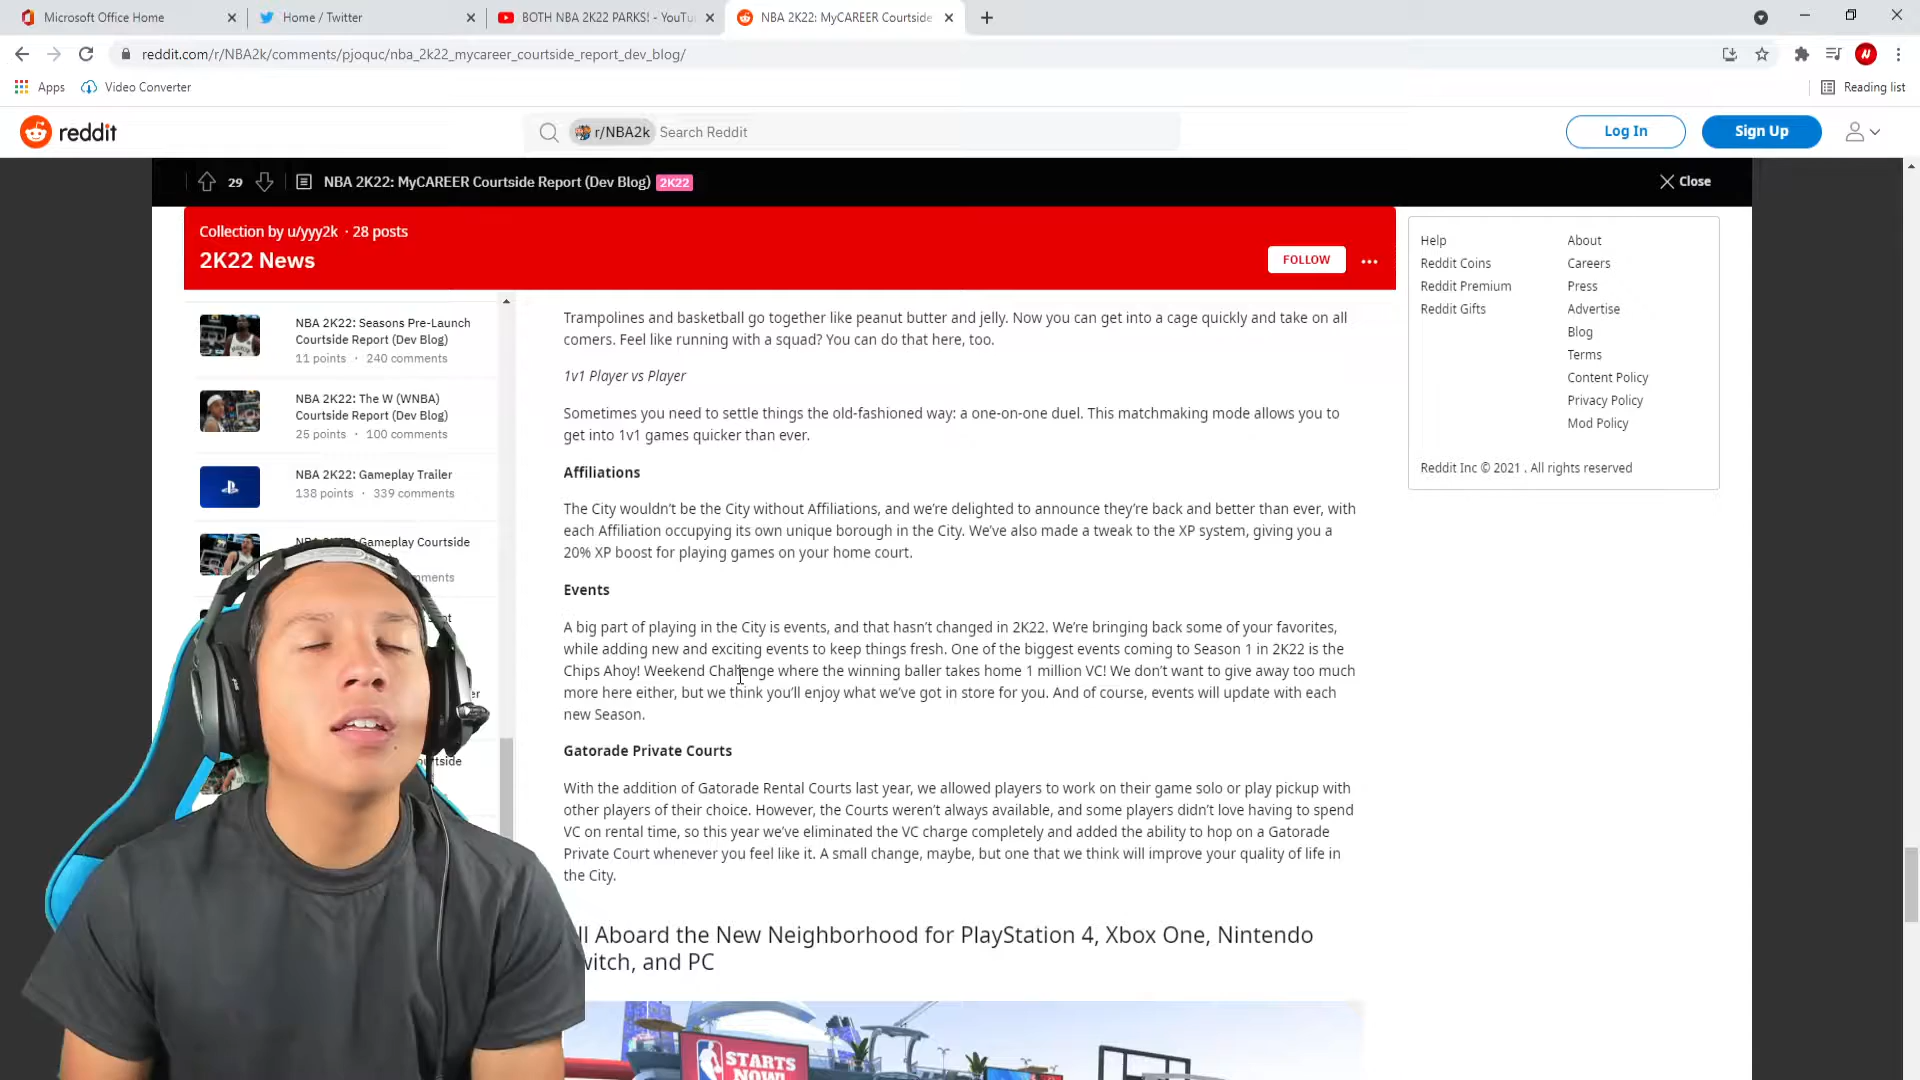 Microsoft Office Home
Home / Twitter
BOTH NBA 2K22 PARKS! - YouTu
NBA 2K22: MyCAREER Courtside
reddit.com/r/NBA2k/comments/pjoquc/nba_2k22_mycareer_courtside_report_dev_blog/
Apps
Video Converter
Reading list
reddit
r/NBA2k
Search Reddit
Log In
Sign Up
29
NBA 2K22: MyCAREER Courtside Report (Dev Blog)
2K22
Close
Collection by u/yyy2k · 28 posts
2K22 News
FOLLOW
NBA 2K22: Seasons Pre-Launch
Courtside Report (Dev Blog)
11 points · 240 comments
NBA 2K22: The W (WNBA)
Courtside Report (Dev Blog)
25 points · 100 comments
NBA 2K22: Gameplay Trailer
138 points · 339 comments
Gameplay Courtside
Trampolines and basketball go together like peanut butter and jelly. Now you can get into a cage quickly and take on all
comers. Feel like running with a squad? You can do that here, too.
1v1 Player vs Player
Sometimes you need to settle things the old-fashioned way: a one-on-one duel. This matchmaking mode allows you to
get into 1v1 games quicker than ever.
Affiliations
The City wouldn't be the City without Affiliations, and we're delighted to announce they're back and better than ever, with
each Affiliation occupying its own unique borough in the City. We've also made a tweak to the XP system, giving you a
20% XP boost for playing games on your home court.
Events
A big part of playing in the City is events, and that hasn't changed in 2K22. We're bringing back some of your favorites,
while adding new and exciting events to keep things fresh. One of the biggest events coming to Season 1 in 2K22 is the
Chips Ahoy! Weekend Challenge where the winning baller takes home 1 million VC! We don't want to give away too much
more here either, but we think you'll enjoy what we've got in store for you. And of course, events will update with each
new Season.
Gatorade Private Courts
With the addition of Gatorade Rental Courts last year, we allowed players to work on their game solo or play pickup with
other players of their choice. However, the Courts weren't always available, and some players didn't love having to spend
VC on rental time, so this year we've eliminated the VC charge completely and added the ability to hop on a Gatorade
Private Court whenever you feel like it. A small change, maybe, but one that we think will improve your quality of life in
the City.
ll Aboard the New Neighborhood for PlayStation 4, Xbox One, Nintendo
witch, and PC
STARTS
NOW!
Help
Reddit Coins
Reddit Premium
Reddit Gifts
About
Careers
Press
Advertise
Blog
Terms
Content Policy
Privacy Policy
Mod Policy
Reddit Inc © 2021 . All rights reserved